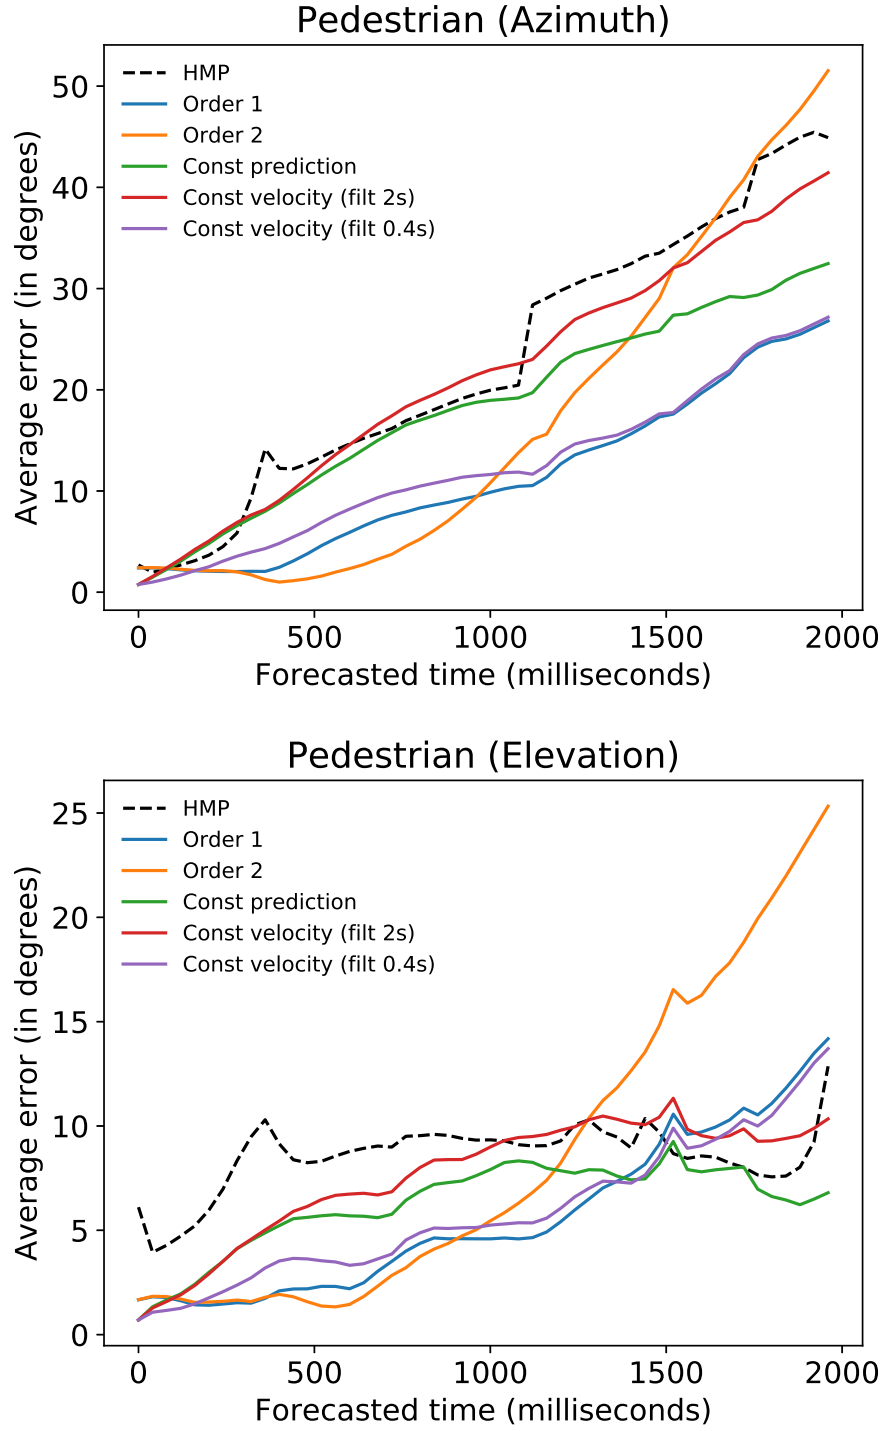 Pedestrian (Azimuth)
Average error (in degrees)
50
40
30
20
10
0
HMP
Order 1
Order 2
Const prediction
Const velocity (filt 2s)
Const velocity (filt 0.4s)
0 500 1000 1500 2000
Forecasted time (milliseconds)
Pedestrian (Elevation)
Average error (in degrees)
25
20
15
10
5
0
HMP
Order 1
Order 2
Const prediction
Const velocity (filt 2s)
Const velocity (filt 0.4s)
0 500 1000 1500 2000
Forecasted time (milliseconds)